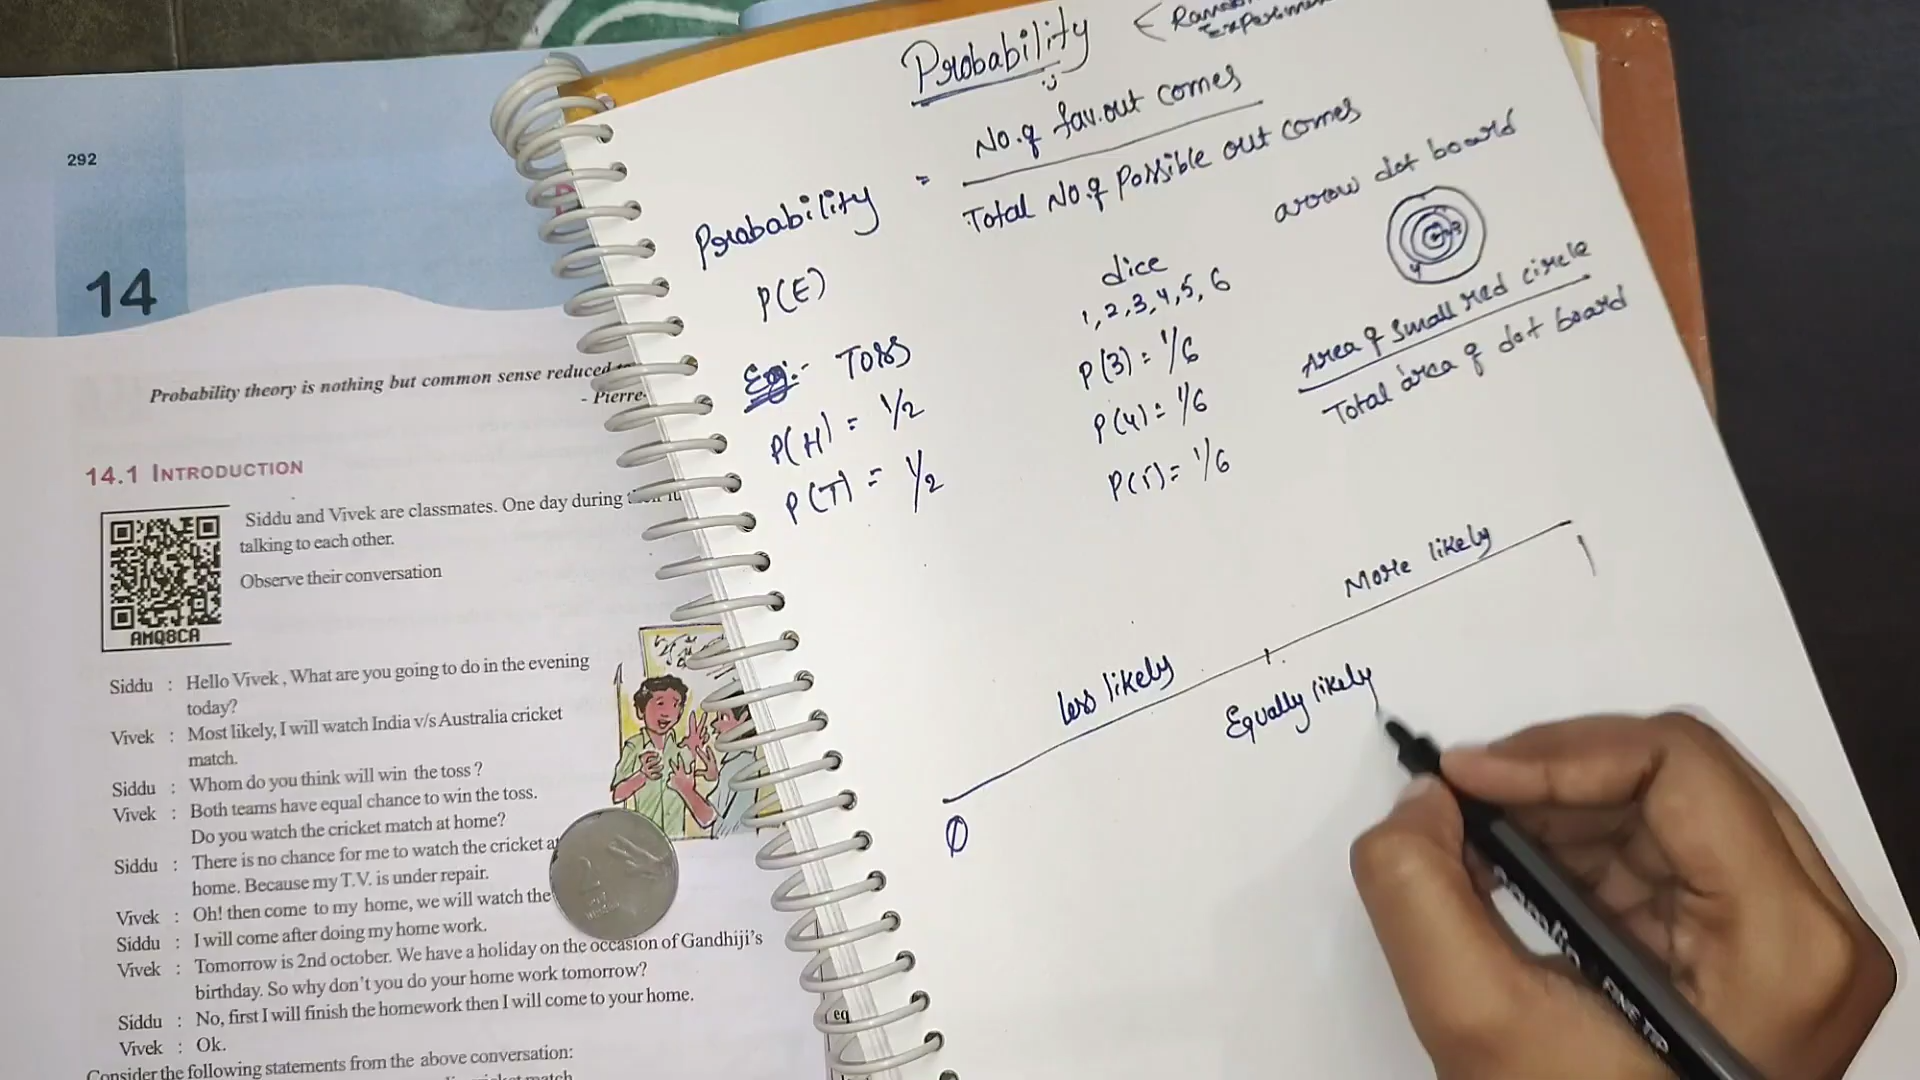 292
14
Probability theory is nothing but common sense reduced
- Pierre-
14.1 INTRODUCTION
Siddu and Vivek are classmates. One day during
talking to each other.
Observe their conversation
AMQ8CA
Siddu : Hello Vivek, What are you going to do in the evening
today?
Vivek : Most likely, I will watch India v/s Australia cricket
match.
Siddu : Whom do you think will win the toss ?
Vivek : Both teams have equal chance to win the toss.
Do you watch the cricket match at home?
Siddu : There is no chance for me to watch the cricket
home. Because my T.V. is under repair.
Vivek : Oh! then come to my home, we will watch the
Siddu : I will come after doing my home work.
Vivek : Tomorrow is 2nd october. We have a holiday on the occasion of Gandhiji's
birthday. So why don't you do your home work tomorrow?
Siddu : No, first I will finish the homework then I will come to your home.
Vivek : Ok.
Consider the following statements from the above conversation:
eq
Probability
Probability = No. of fav. out comes
Total No. of Possible out comes
P(E)
Eg:- Toss
P(H) = 1/2
P(T) = 1/2
dice
1, 2, 3, 4, 5, 6
P(3) = 1/6
P(4) = 1/6
P(5) = 1/6
arrow dot board
Area of small red circle
Total area of dot board
less likely
Equally likely
More likely
0
1
2
camlin FINE TIP